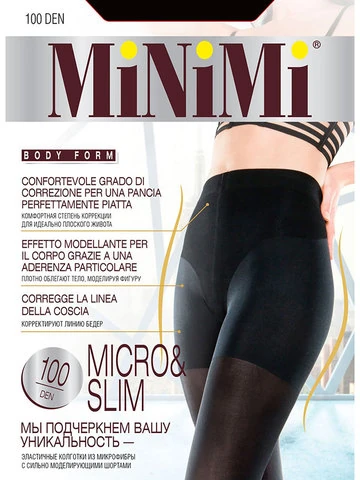 100 DEN
MiNiMi®
BODY FORM
CONFORTEVOLE GRADO DI
CORREZIONE PER UNA PANCIA
PERFETTAMENTE PIATTA
КОМФОРТНАЯ СТЕПЕНЬ КОРРЕКЦИИ
ДЛЯ ИДЕАЛЬНО ПЛОСКОГО ЖИВОТА
EFFETTO MODELLANTE PER
IL CORPO GRAZIE A UNA
ADERENZA PARTICOLARE
ПЛОТНО ОБЛЕГАЮТ ТЕЛО, МОДЕЛИРУЯ ФИГУРУ
CORREGGE LA LINEA
DELLA COSCIA
КОРРЕКТИРУЮТ ЛИНИЮ БЕДЕР
100
DEN
MICRO&
SLIM
МЫ ПОДЧЕРКНЕМ ВАШУ
УНИКАЛЬНОСТЬ —
ЭЛАСТИЧНЫЕ КОЛГОТКИ ИЗ МИКРОФИБРЫ
С СИЛЬНО МОДЕЛИРУЮЩИМИ ШОРТАМИ